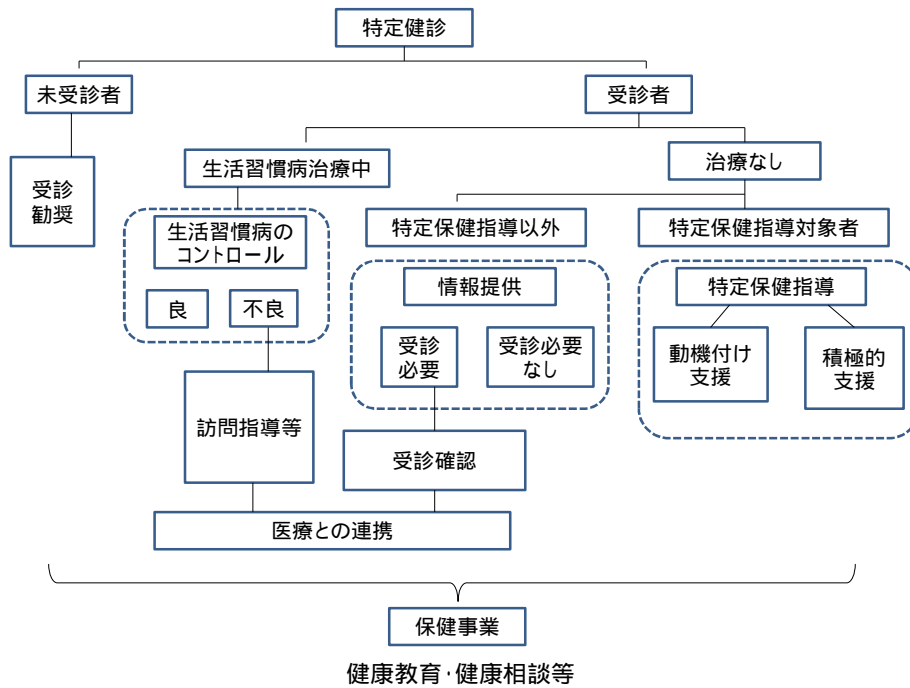 特定健診
未受診者
受診者
受診
勧奨
生活習慣病治療中
治療なし
生活習慣病の
コントロール
良
不良
特定保健指導以外
特定保健指導対象者
情報提供
受診
必要
受診必要
なし
特定保健指導
動機付け
支援
積極的
支援
訪問指導等
受診確認
医療との連携
保健事業
健康教育・健康相談等